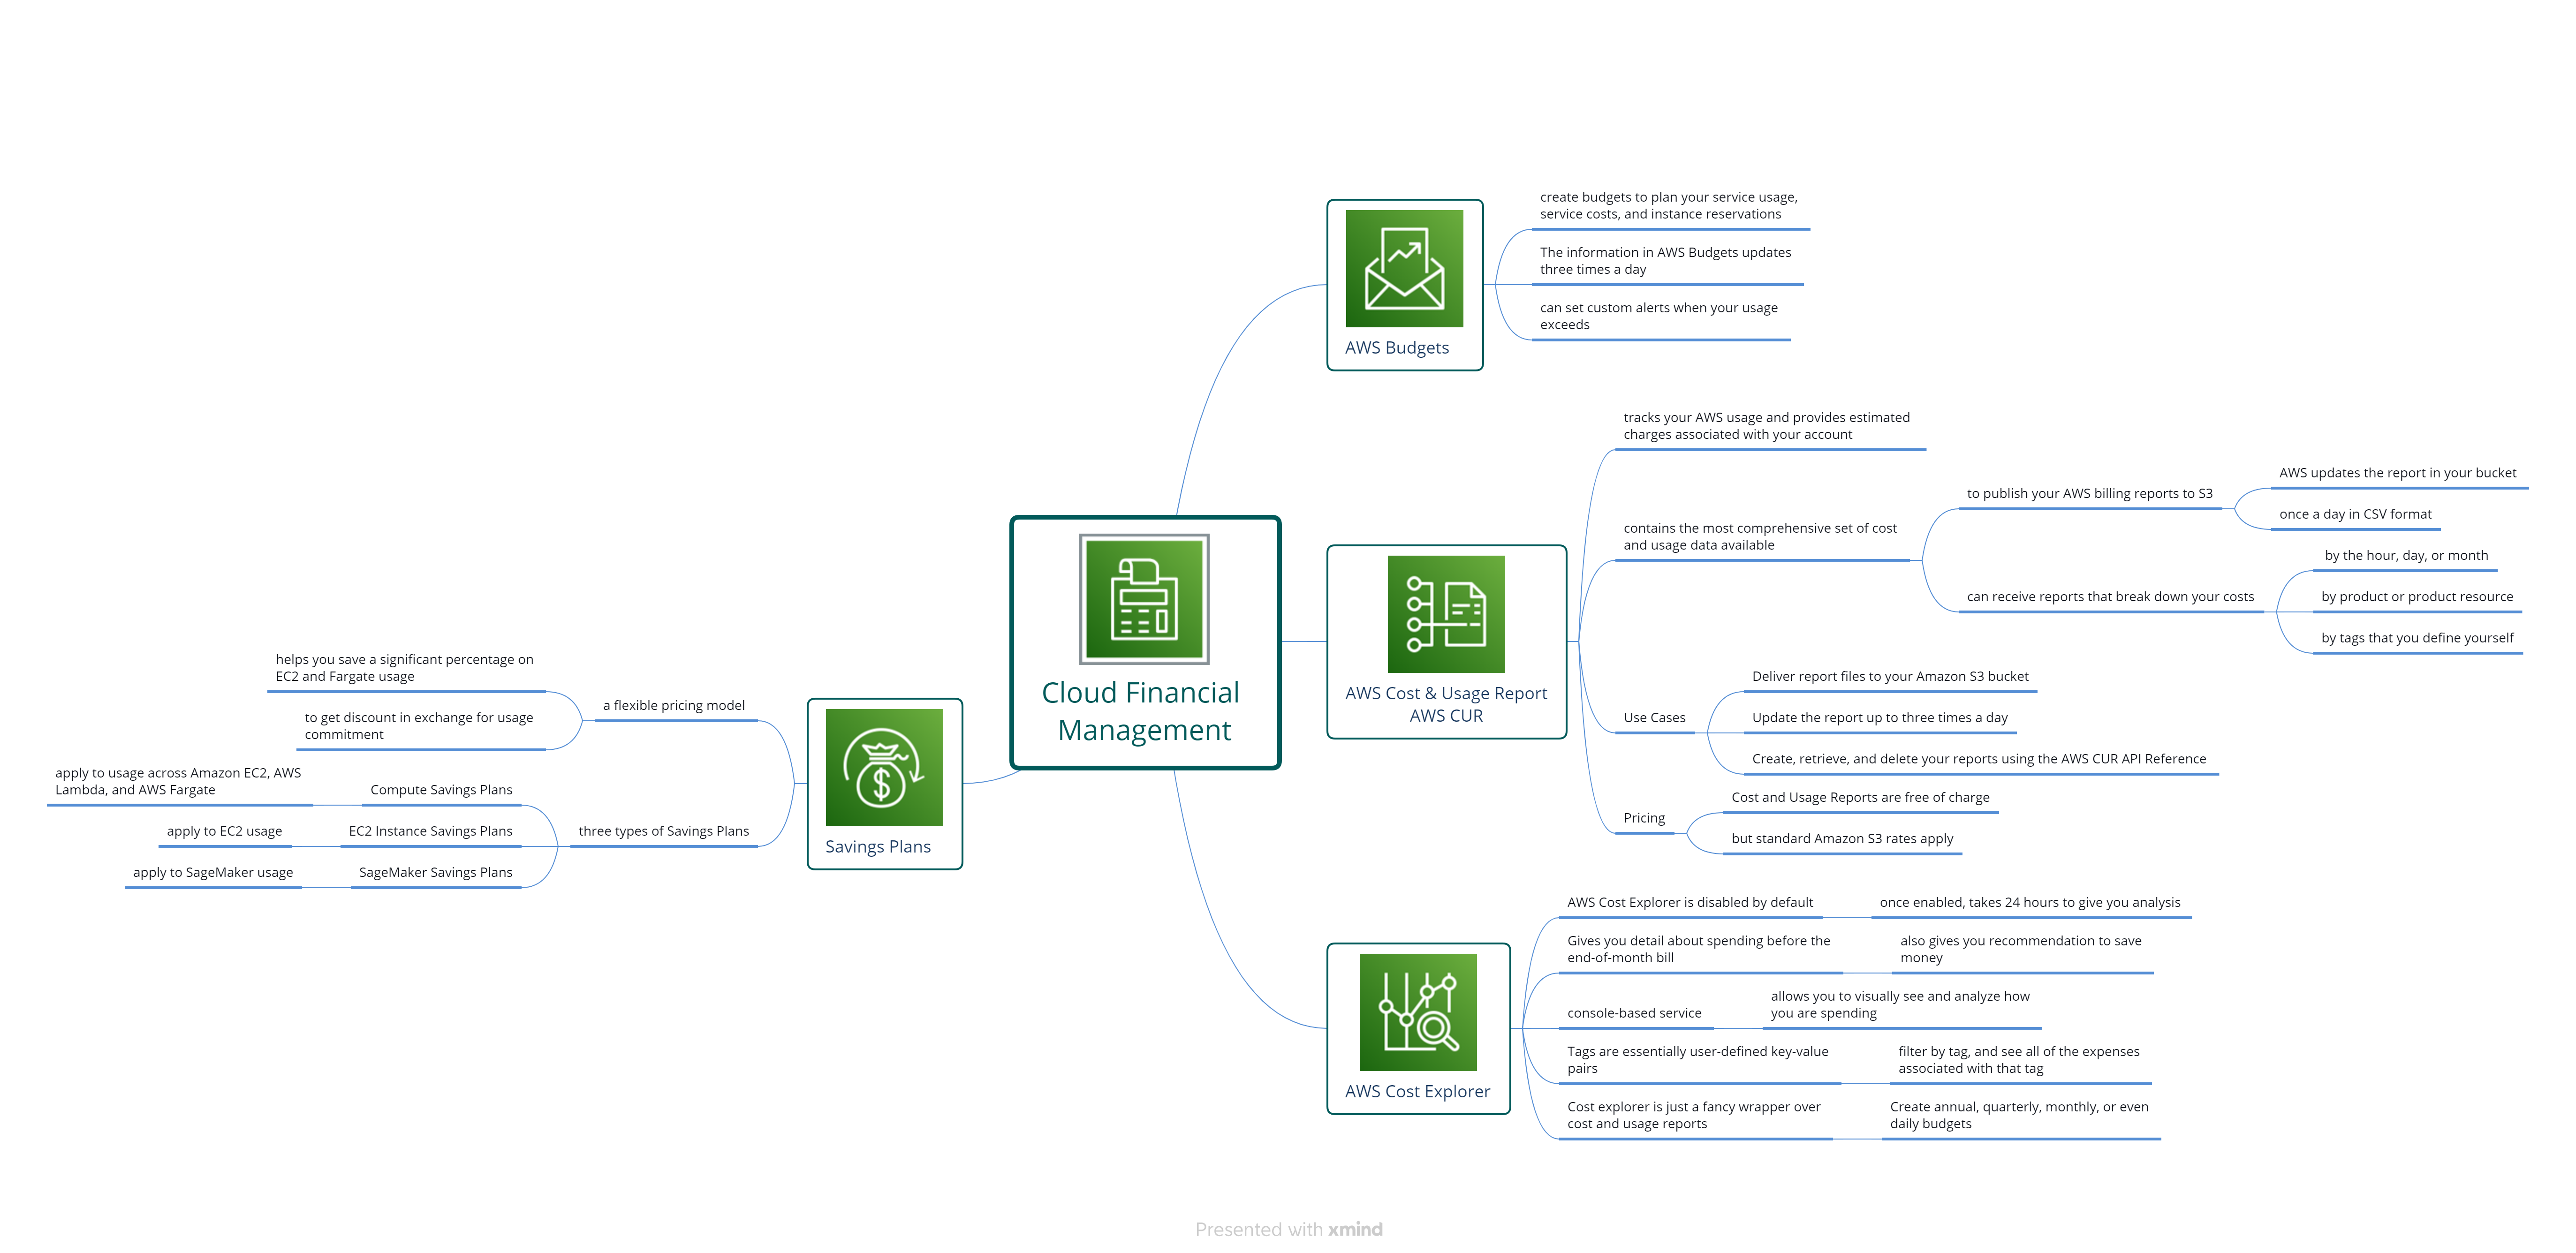 Cloud Financial
Management
AWS Budgets
create budgets to plan your service usage,
service costs, and instance reservations
The information in AWS Budgets updates
three times a day
can set custom alerts when your usage
exceeds
AWS Cost & Usage Report
AWS CUR
tracks your AWS usage and provides estimated
charges associated with your account
contains the most comprehensive set of cost
and usage data available
to publish your AWS billing reports to S3
AWS updates the report in your bucket
once a day in CSV format
can receive reports that break down your costs
by the hour, day, or month
by product or product resource
by tags that you define yourself
Use Cases
Deliver report files to your Amazon S3 bucket
Update the report up to three times a day
Create, retrieve, and delete your reports using the AWS CUR API Reference
Pricing
Cost and Usage Reports are free of charge
but standard Amazon S3 rates apply
AWS Cost Explorer
AWS Cost Explorer is disabled by default
once enabled, takes 24 hours to give you analysis
Gives you detail about spending before the
end-of-month bill
also gives you recommendation to save
money
console-based service
allows you to visually see and analyze how
you are spending
Tags are essentially user-defined key-value
pairs
filter by tag, and see all of the expenses
associated with that tag
Cost explorer is just a fancy wrapper over
cost and usage reports
Create annual, quarterly, monthly, or even
daily budgets
Savings Plans
a flexible pricing model
helps you save a significant percentage on
EC2 and Fargate usage
to get discount in exchange for usage
commitment
three types of Savings Plans
Compute Savings Plans
apply to usage across Amazon EC2, AWS
Lambda, and AWS Fargate
EC2 Instance Savings Plans
apply to EC2 usage
SageMaker Savings Plans
apply to SageMaker usage
Presented with xmind